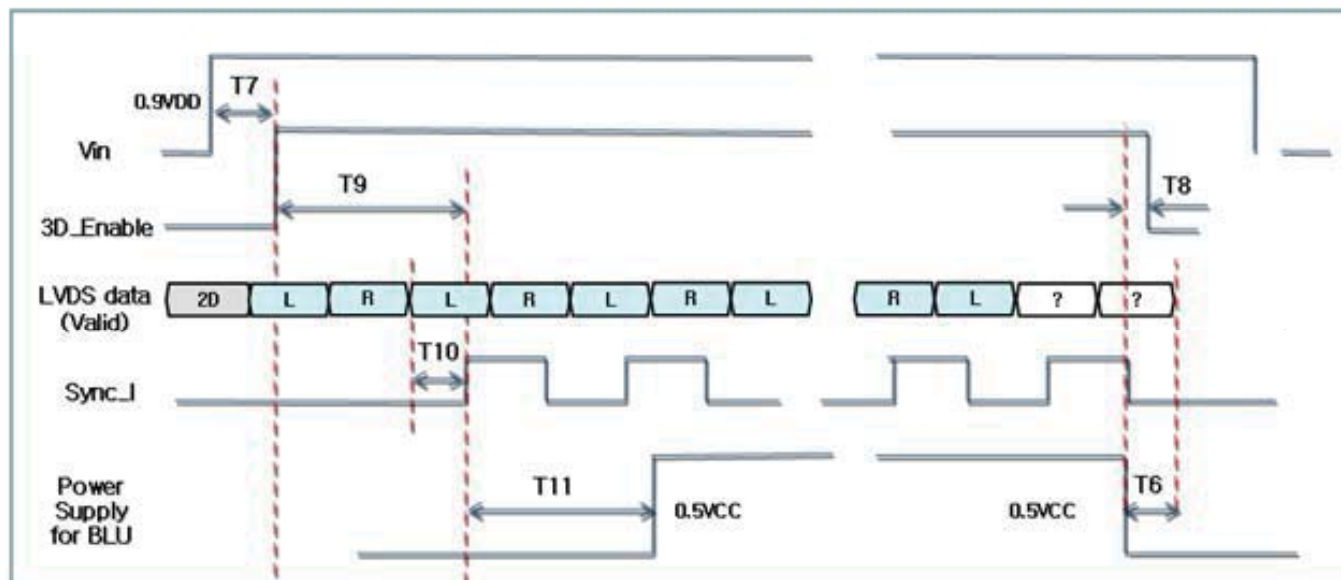 0.9VDD
T7
Vin
T9
T8
3D_Enable
LVDS data
(Valid)
2D L R L R L R L R L ? ?
T10
Sync_I
Power
Supply
for BLU
T11
0.5VCC
0.5VCC
T6